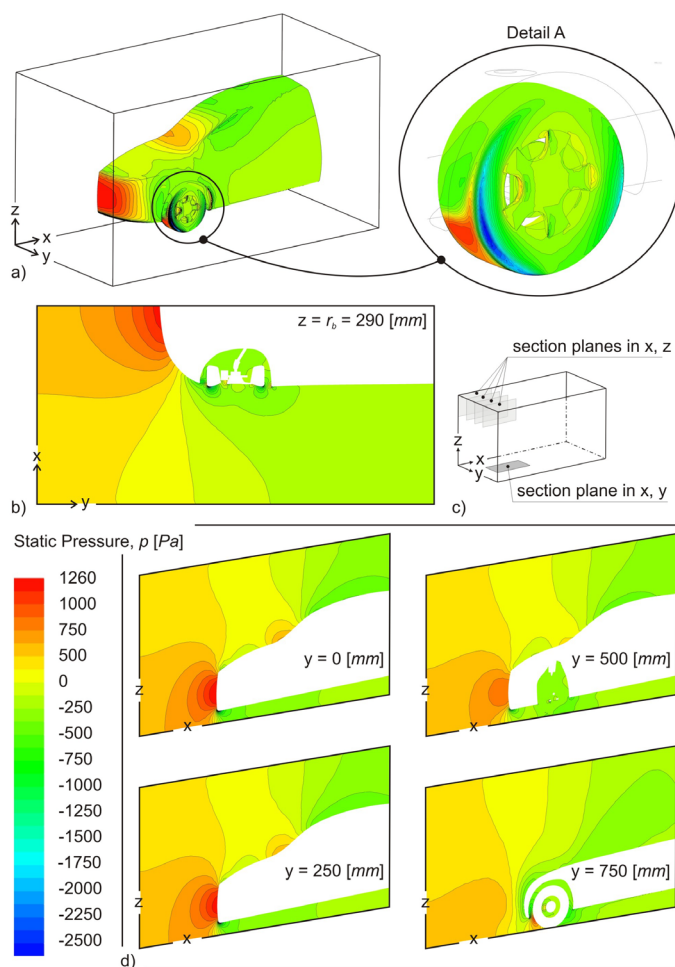 Detail A
z
x
y
a)
z = r_b = 290 [mm]
x
y
b)
section planes in x, z
z
x
y
section plane in x, y
c)
Static Pressure, p [Pa]
1260
1000
750
500
0
-250
-500
-750
-1000
-1250
-1500
-1750
-2000
-2250
-2500
y = 0 [mm]
z
x
y = 500 [mm]
z
x
y = 250 [mm]
z
x
y = 750 [mm]
z
x
d)